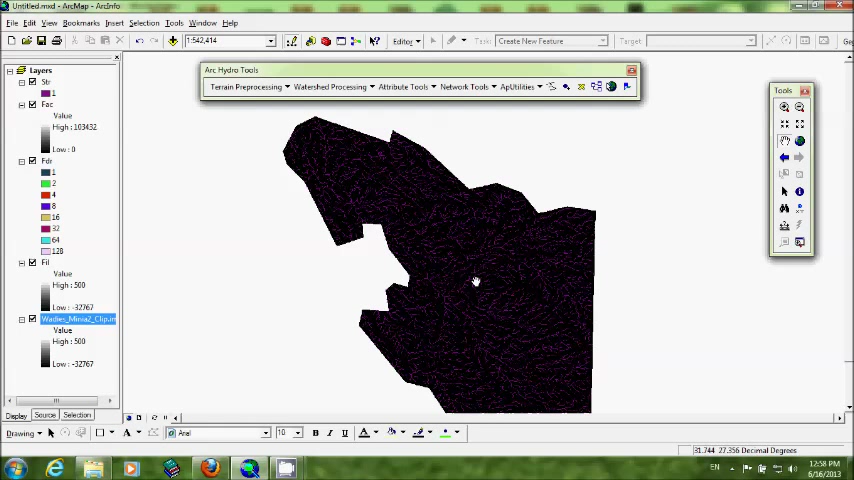 Untitled.mxd - ArcMap - ArcInfo
File Edit View Bookmarks Insert Selection Tools Window Help
1:542,414
Editor
Task:
Create New Feature
Target:
Arc Hydro Tools
Terrain Preprocessing
Watershed Processing
Attribute Tools
Network Tools
ApUtilities
Tools
Layers
Str
1
Fac
Value
High : 103432
Low : 0
Fdr
1
2
4
8
16
32
64
128
Fil
Value
High : 500
Low : -32767
Wadies_Minia2_Clip.im
Value
High : 500
Low : -32767
Display
Source
Selection
Drawing
Arial
10
B I U A
31.744 27.356 Decimal Degrees
EN
12:58 PM
6/16/2013